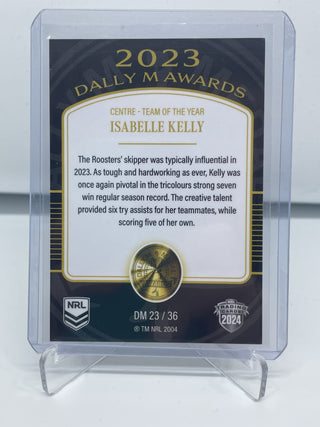 2023
DALLY M AWARDS
CENTRE - TEAM OF THE YEAR
ISABELLE KELLY
The Roosters' skipper was typically influential in
2023. As tough and hardworking as ever, Kelly was
once again pivotal in the tricolours strong seven
win regular season record. The creative talent
provided six try assists for her teammates, while
scoring five of her own.
NRL
DM 23 / 36
® TM NRL 2004
NRL
TRADING
CARDS
2024